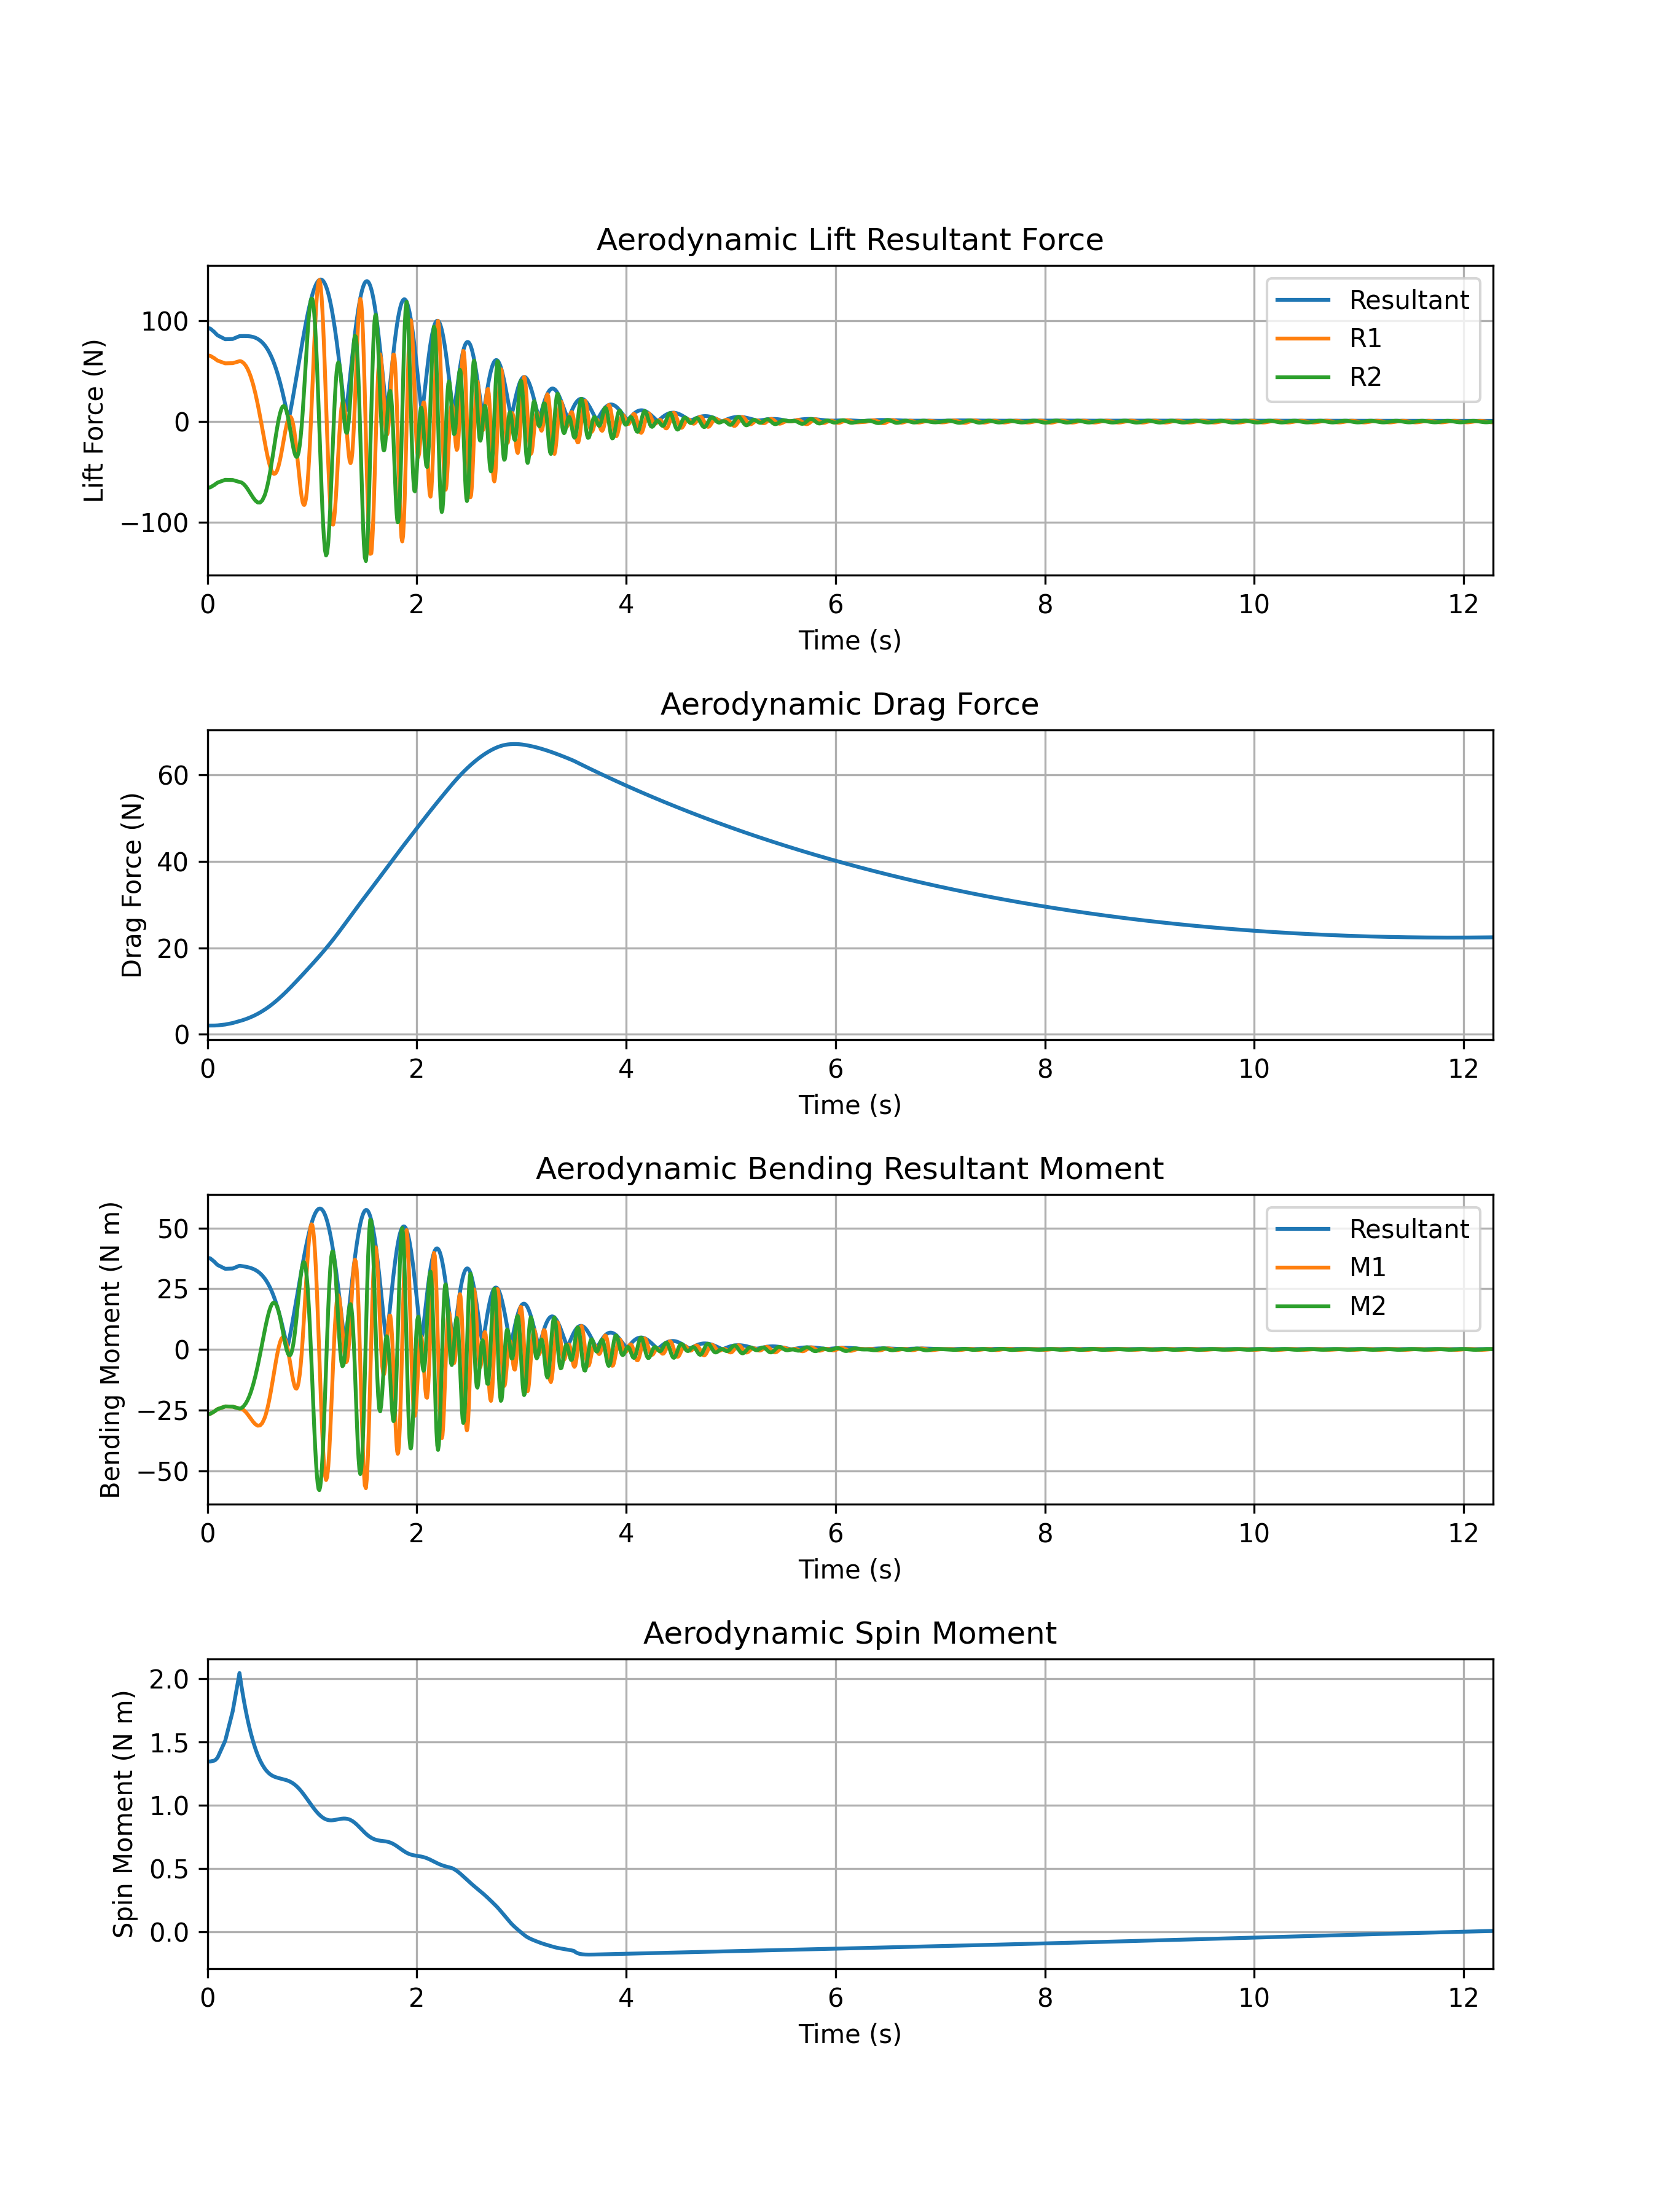 Aerodynamic Lift Resultant Force
Lift Force (N)
100
0
−100
Resultant
R1
R2
0 2 4 6 8 10 12
Time (s)
Aerodynamic Drag Force
Drag Force (N)
60
40
20
0
0 2 4 6 8 10 12
Time (s)
Aerodynamic Bending Resultant Moment
Bending Moment (N m)
50
25
0
−25
−50
Resultant
M1
M2
0 2 4 6 8 10 12
Time (s)
Aerodynamic Spin Moment
Spin Moment (N m)
2.0
1.5
1.0
0.5
0.0
0 2 4 6 8 10 12
Time (s)